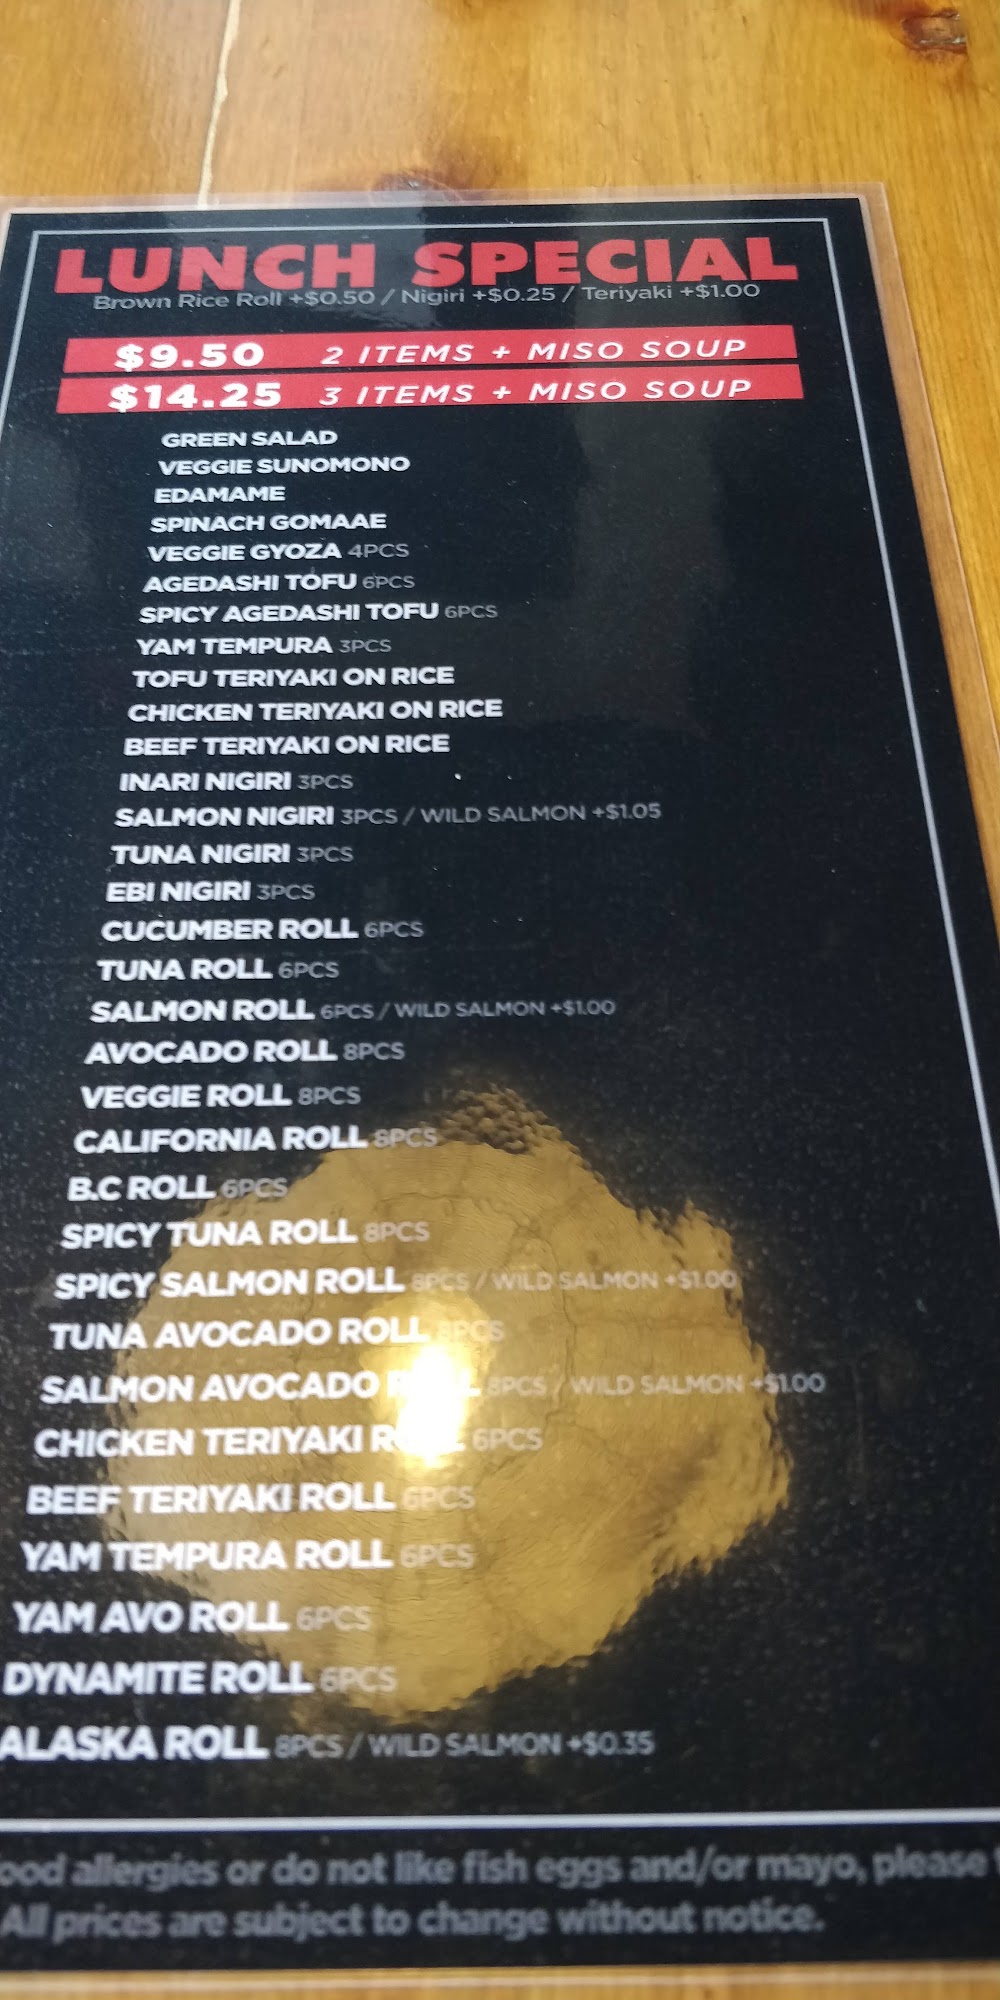 LUNCH SPECIAL
Brown Rice Roll +$0.50 / Nigiri +$0.25 / Teriyaki +$1.00
$9.50 2 ITEMS + MISO SOUP
$14.25 3 ITEMS + MISO SOUP
GREEN SALAD
VEGGIE SUNOMONO
EDAMAME
SPINACH GOMAAE
VEGGIE GYOZA 4PCS
AGEDASHI TOFU 6PCS
SPICY AGEDASHI TOFU 6PCS
YAM TEMPURA 3PCS
TOFU TERIYAKI ON RICE
CHICKEN TERIYAKI ON RICE
BEEF TERIYAKI ON RICE
INARI NIGIRI 3PCS
SALMON NIGIRI 3PCS / WILD SALMON +$1.05
TUNA NIGIRI 3PCS
EBI NIGIRI 3PCS
CUCUMBER ROLL 6PCS
TUNA ROLL 6PCS
SALMON ROLL 6PCS / WILD SALMON +$1.00
AVOCADO ROLL 8PCS
VEGGIE ROLL 8PCS
CALIFORNIA ROLL 8PCS
B.C ROLL 6PCS
SPICY TUNA ROLL 8PCS
SPICY SALMON ROLL 8PCS / WILD SALMON +$1.00
TUNA AVOCADO ROLL 8PCS
SALMON AVOCADO ROLL 8PCS / WILD SALMON +$1.00
CHICKEN TERIYAKI ROLL 6PCS
BEEF TERIYAKI ROLL 6PCS
YAM TEMPURA ROLL 6PCS
YAM AVO ROLL 6PCS
DYNAMITE ROLL 6PCS
ALASKA ROLL 8PCS / WILD SALMON +$0.35
ood allergies or do not like fish eggs and/or mayo, please
All prices are subject to change without notice.